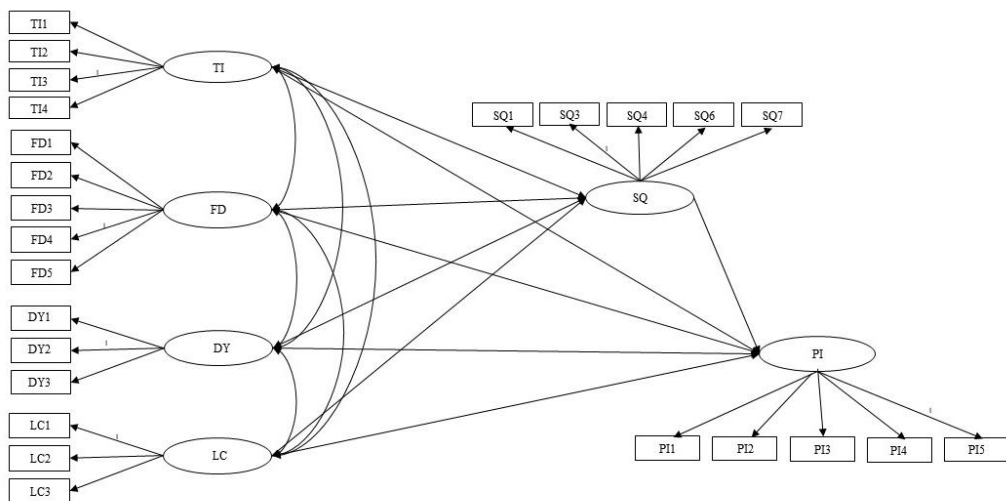 TI1
TI2
TI3
TI4
TI
FD1
FD2
FD3
FD4
FD5
FD
DY1
DY2
DY3
DY
LC1
LC2
LC3
LC
SQ1
SQ3
SQ4
SQ6
SQ7
SQ
PI
PI1
PI2
PI3
PI4
PI5